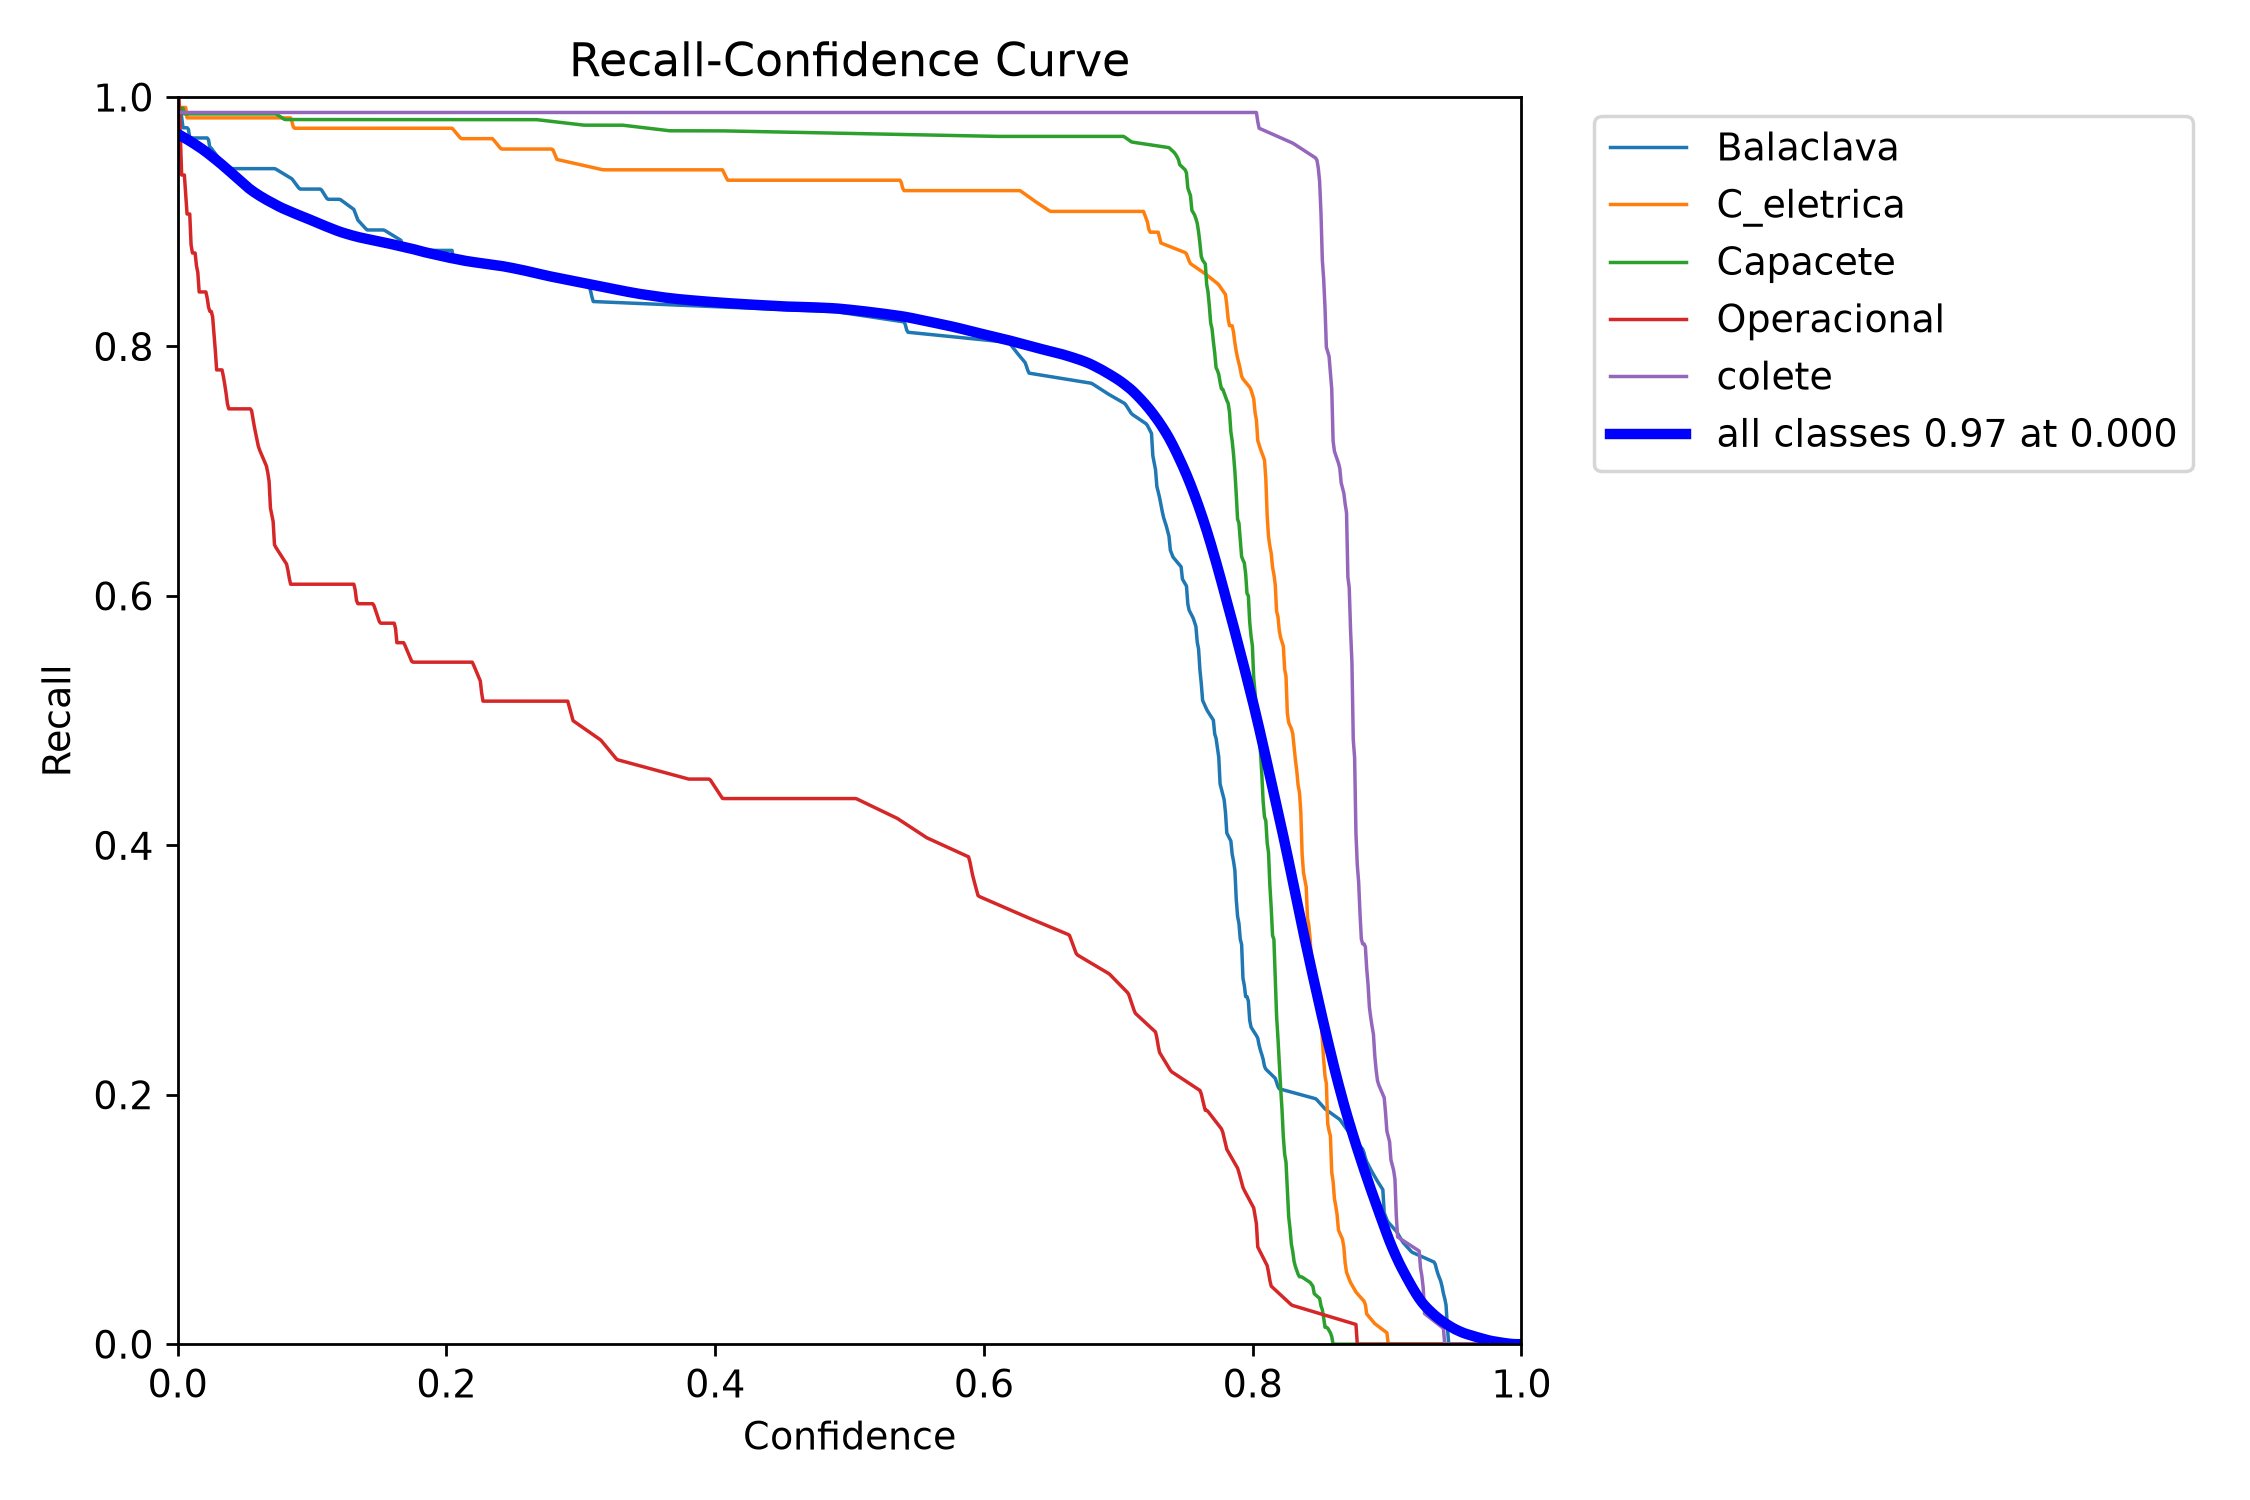 Recall-Confidence Curve
1.0
0.8
0.6
0.4
0.2
0.0
Recall
0.0 0.2 0.4 0.6 0.8 1.0
Confidence
Balaclava
C_eletrica
Capacete
Operacional
colete
all classes 0.97 at 0.000